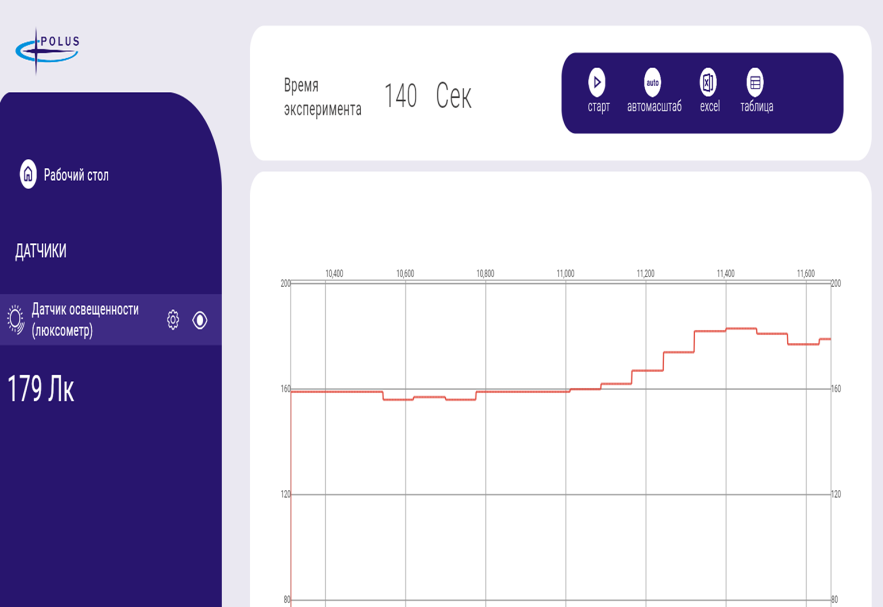 POLUS
Рабочий стол
ДАТЧИКИ
Датчик освещенности
(люксометр)
179 Лк
Время
эксперимента
140 Сек
старт
auto
автомасштаб
excel
таблица
10,400 10,600 10,800 11,000 11,200 11,400 11,600
200 200
160 160
120 120
80 80